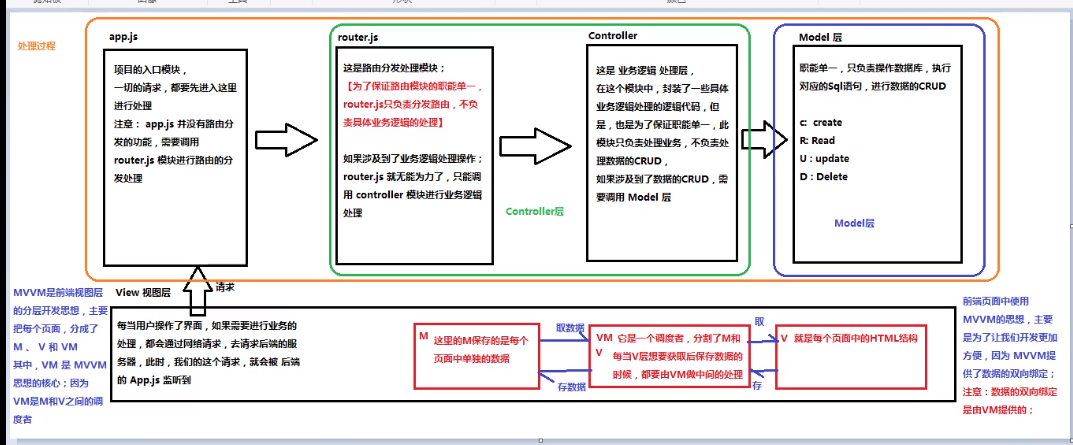 处理过程
app.js
项目的入口模块，
一切的请求，都要先进入这里
进行处理
注意： app.js 并没有路由分
发的功能，需要调用
router.js 模块进行路由的分
发处理
router.js
这是路由分发处理模块；
【为了保证路由模块的职能单一，
router.js只负责分发路由，不负
责具体业务逻辑的处理】
如果涉及到了业务逻辑处理操作；
router.js 就无能为力了，只能调
用 controller 模块进行业务逻辑
处理
Controller层
Controller
这是 业务逻辑 处理层，
在这个模块中，封装了一些具体
业务逻辑处理的逻辑代码，但
是，也是为了保证职能单一，此
模块只负责处理业务，不负责处
理数据的CRUD，
如果涉及到了数据的CRUD，需
要调用 Model 层
Model 层
职能单一，只负责操作数据库，执行
对应的Sql语句，进行数据的CRUD
c: create
R: Read
U : update
D : Delete
Model层
请求
MVVM是前端视图层
的分层开发思想，主要
把每个页面，分成了
M 、 V 和 VM
其中，VM 是 MVVM
思想的核心；因为
VM是M和V之间的调
度者
View 视图层
每当用户操作了界面，如果需要进行业务的
处理，都会通过网络请求，去请求后端的服
务器，此时，我们的这个请求，就会被 后端
的 App.js 监听到
M 这里的M保存的是每个
页面中单独的数据
取数据
存数据
VM 它是一个调度者，分割了M和
V
每当V层想要获取后保存数据的
时候，都要由VM做中间的处理
取
存
V 就是每个页面中的HTML结构
前端页面中使用
MVVM的思想，主要
是为了让我们开发更加
方便，因为 MVVM提
供了数据的双向绑定；
注意：数据的双向绑定
是由VM提供的；